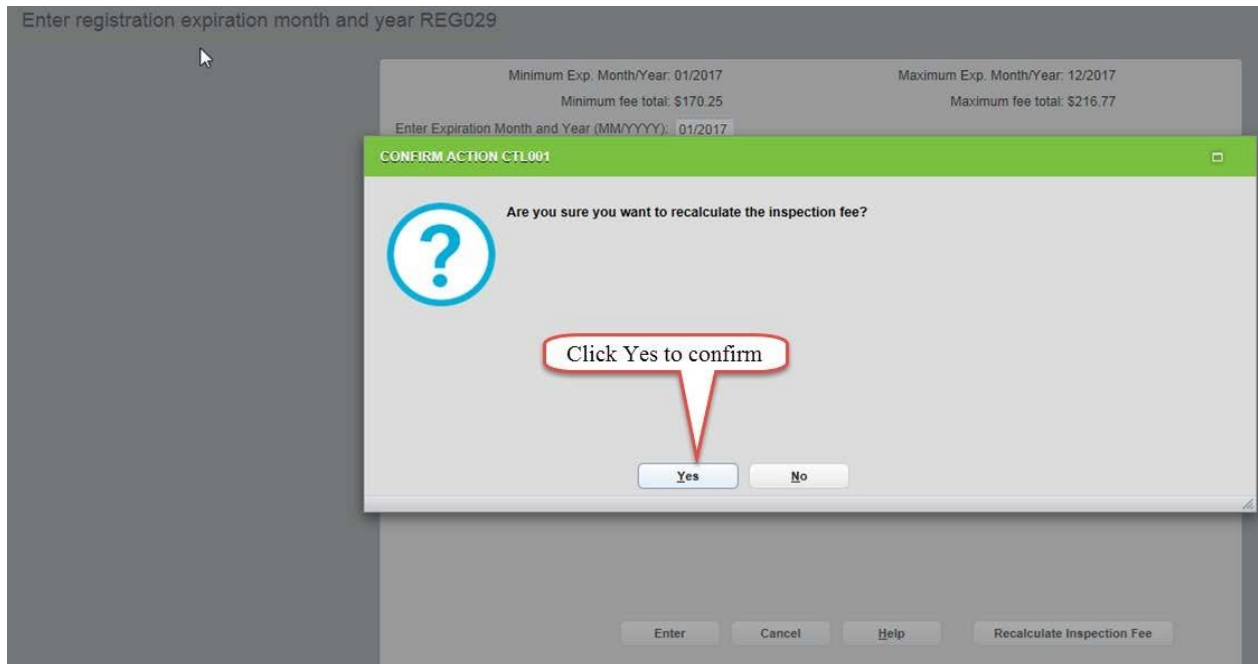 Enter registration expiration month and year REG029
Minimum Exp. Month/Year: 01/2017 Maximum Exp. Month/Year: 12/2017
Minimum fee total: $170.25 Maximum fee total: $216.77
Enter Expiration Month and Year (MM/YYYY): 01/2017
CONFIRM ACTION CTL001
Are you sure you want to recalculate the inspection fee?
?
Click Yes to confirm
Yes No
Enter Cancel Help Recalculate Inspection Fee